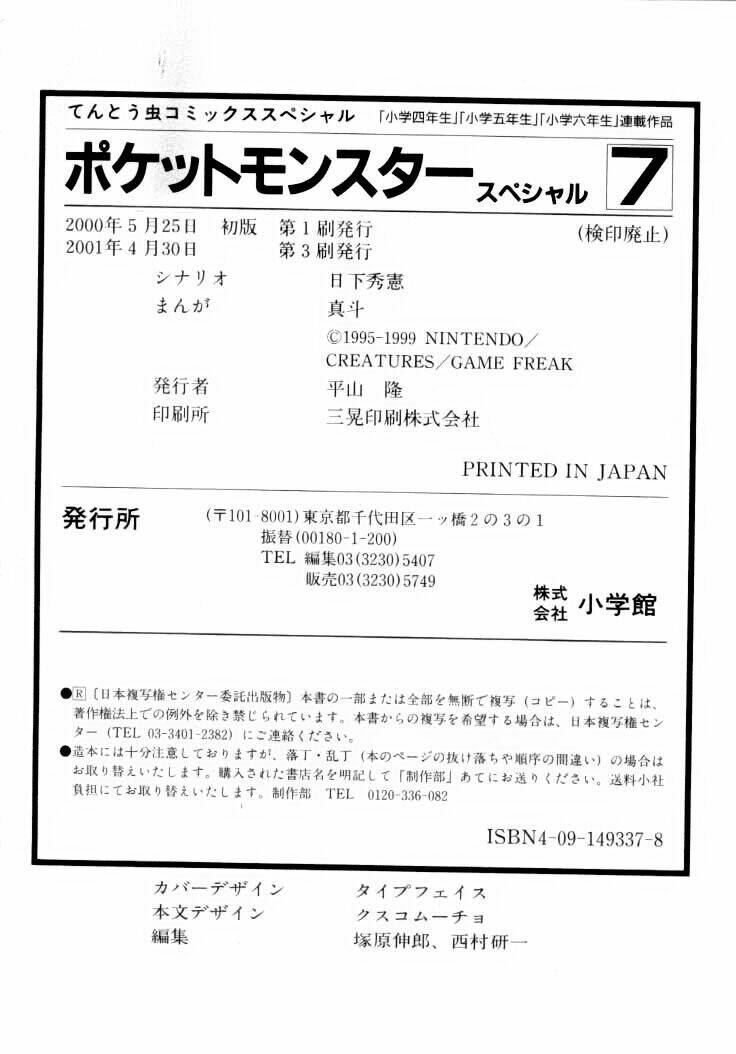 てんとう虫コミックススペシャル 「小学四年生」「小学五年生」「小学六年生」連載作品
ポケットモンスタースペシャル 7
2000年5月25日 初版 第1刷発行 (検印廃止)
2001年4月30日 第3刷発行
シナリオ 日下秀憲
まんが 真斗
©1995-1999 NINTENDO/
CREATURES/GAME FREAK
発行者 平山 隆
印刷所 三晃印刷株式会社
PRINTED IN JAPAN
発行所 (〒101-8001)東京都千代田区一ッ橋2の3の1
振替(00180-1-200)
TEL 編集03(3230)5407
販売03(3230)5749
株式会社 小学館
●R〔日本複写権センター委託出版物〕本書の一部または全部を無断で複写(コピー)することは、
著作権法上での例外を除き禁じられています。本書からの複写を希望する場合は、日本複写権セン
ター(TEL 03-3401-2382)にご連絡ください。
●造本には十分注意しておりますが、落丁・乱丁(本のページの抜け落ちや順序の間違い)の場合は
お取り替えいたします。購入された書店名を明記して「制作部」あてにお送りください。送料小社
負担にてお取り替えいたします。制作部 TEL 0120-336-082
ISBN4-09-149337-8
カバーデザイン タイプフェイス
本文デザイン クスコムーチョ
編集 塚原伸郎、西村研一